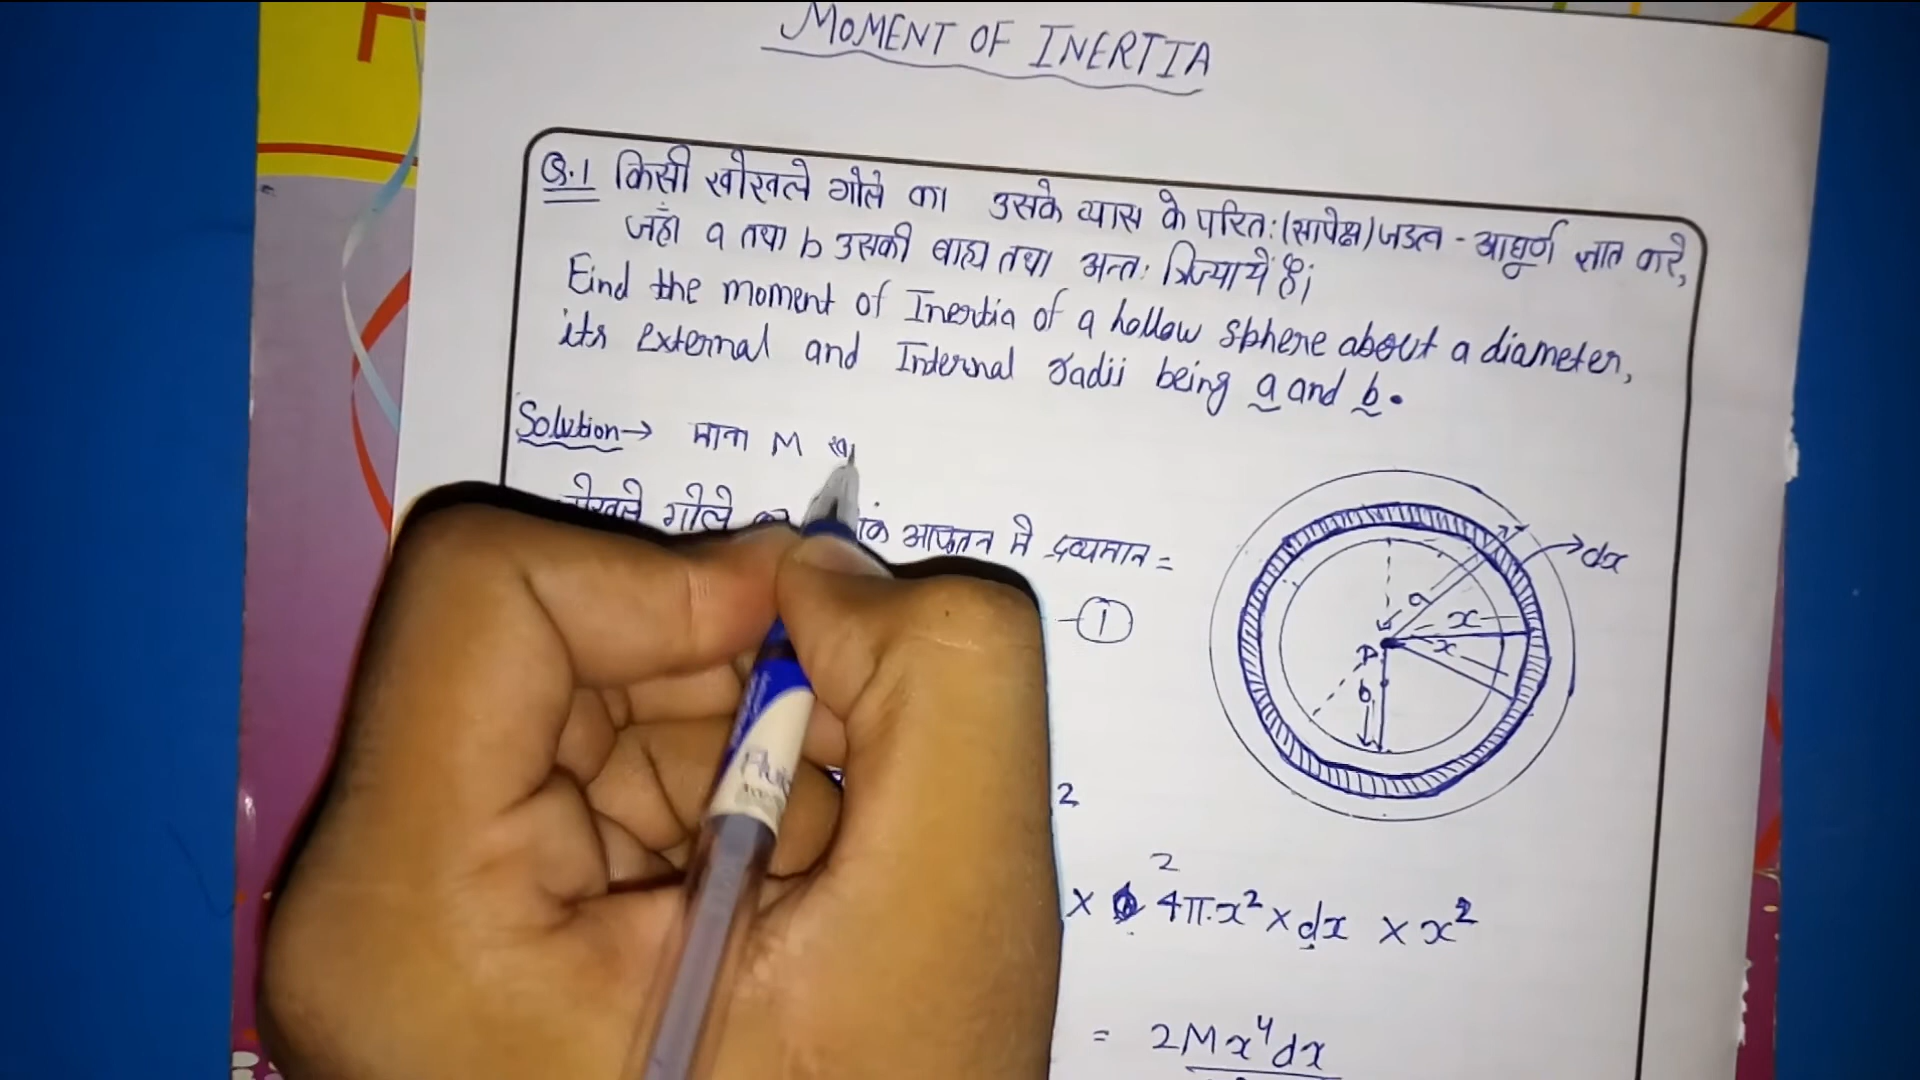 MOMENT OF INERTIA
Q.1 किसी खोखले गोले का उसके व्यास के परित:(सापेक्ष) जडत्व - आघूर्ण ज्ञात करे,
जहाँ a तथा b उसकी बाह्य तथा अन्त: त्रिज्यायें है।
Find the moment of Inertia of a hollow sphere about a diameter,
its external and Internal radii being a and b.
Solution→ माना M
गोले आयतन मे द्रव्यमान =
1
dx
a
x
x
P
b
2
2
x 4π.x² x dx x x²
= 2Mx⁴dx